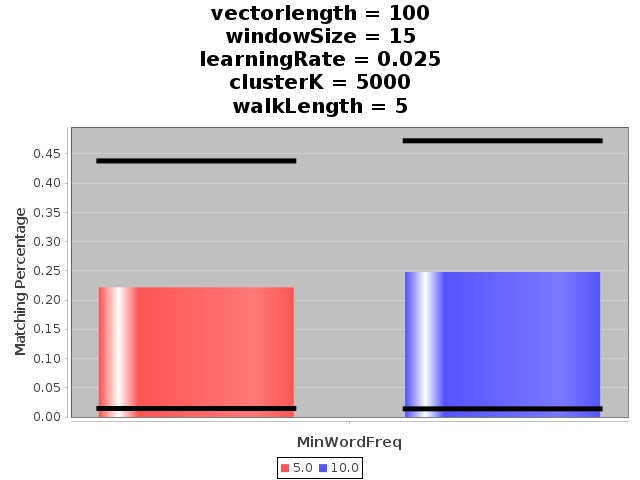 vectorlength = 100
windowSize = 15
learningRate = 0.025
clusterK = 5000
walkLength = 5
Matching Percentage
0.45
0.40
0.35
0.30
0.25
0.20
0.15
0.10
0.05
0.00
MinWordFreq
5.0 10.0